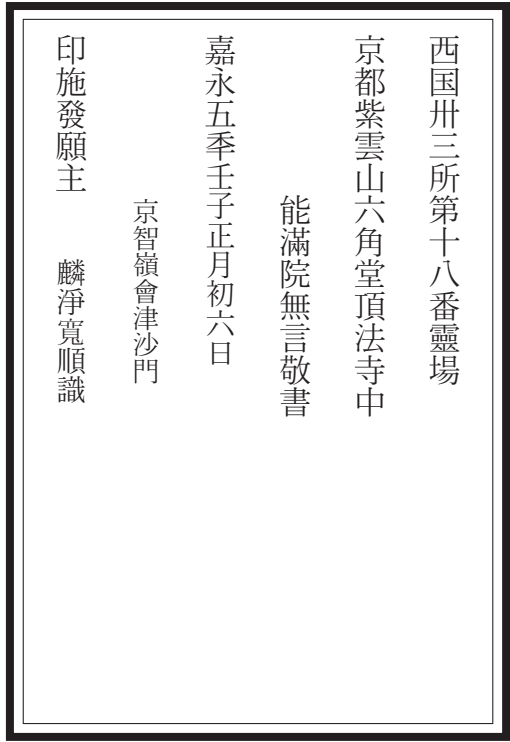 西国卅三所第十八番靈場
京都紫雲山六角堂頂法寺中
能滿院無言敬書
嘉永五秊壬子正月初六日
京智嶺會津沙門
印施發願主　麟淨寬順識